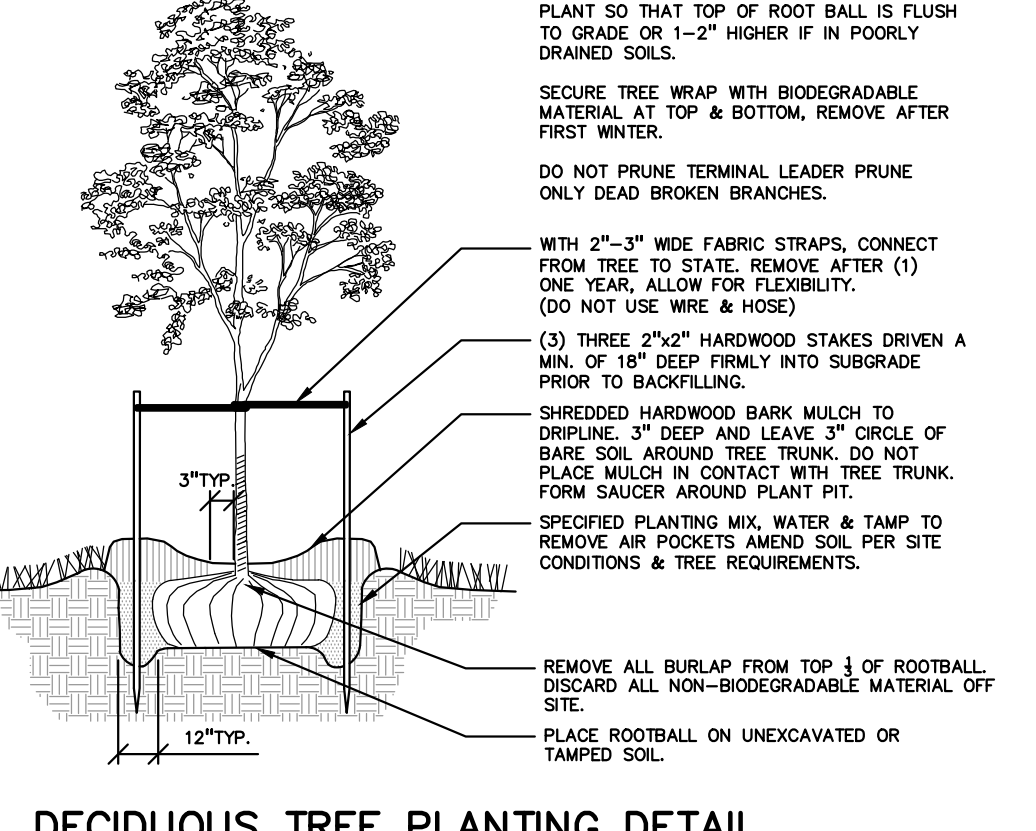 PLANT SO THAT TOP OF ROOT BALL IS FLUSH
TO GRADE OR 1-2" HIGHER IF IN POORLY
DRAINED SOILS.
SECURE TREE WRAP WITH BIODEGRADABLE
MATERIAL AT TOP & BOTTOM, REMOVE AFTER
FIRST WINTER.
DO NOT PRUNE TERMINAL LEADER PRUNE
ONLY DEAD BROKEN BRANCHES.
WITH 2"-3" WIDE FABRIC STRAPS, CONNECT
FROM TREE TO STATE. REMOVE AFTER (1)
ONE YEAR, ALLOW FOR FLEXIBILITY.
(DO NOT USE WIRE & HOSE)
(3) THREE 2"x2" HARDWOOD STAKES DRIVEN A
MIN. OF 18" DEEP FIRMLY INTO SUBGRADE
PRIOR TO BACKFILLING.
SHREDDED HARDWOOD BARK MULCH TO
DRIPLINE. 3" DEEP AND LEAVE 3" CIRCLE OF
BARE SOIL AROUND TREE TRUNK. DO NOT
PLACE MULCH IN CONTACT WITH TREE TRUNK.
FORM SAUCER AROUND PLANT PIT.
3"TYP.
SPECIFIED PLANTING MIX, WATER & TAMP TO
REMOVE AIR POCKETS AMEND SOIL PER SITE
CONDITIONS & TREE REQUIREMENTS.
REMOVE ALL BURLAP FROM TOP 1/3 OF ROOTBALL.
DISCARD ALL NON-BIODEGRADABLE MATERIAL OFF
SITE.
PLACE ROOTBALL ON UNEXCAVATED OR
TAMPED SOIL.
12"TYP.
DECIDUOUS TREE PLANTING DETAIL